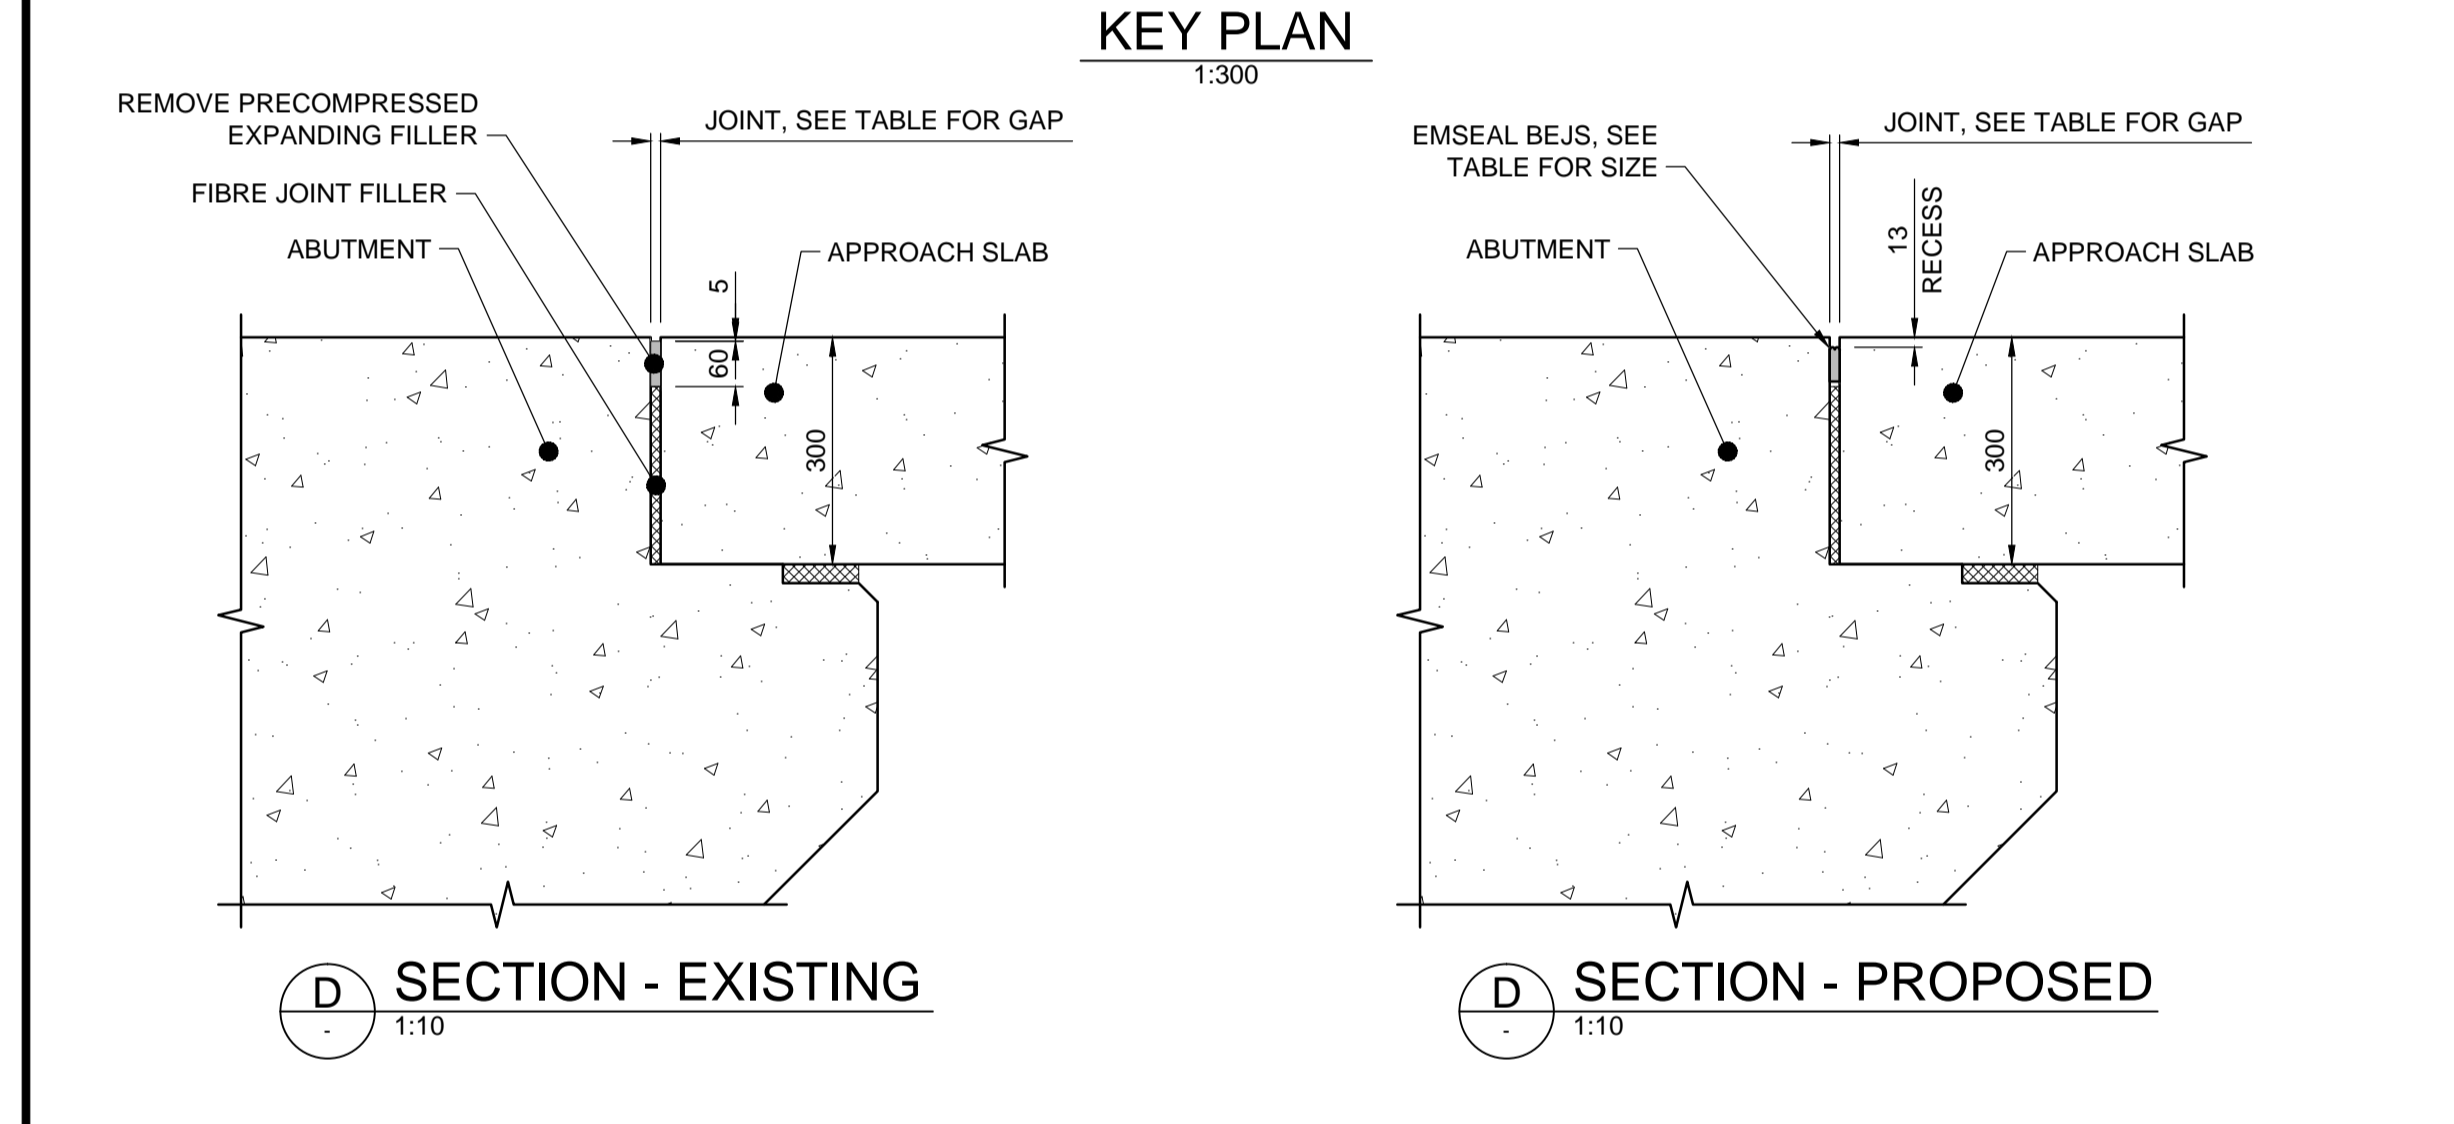 KEY PLAN
1:300
REMOVE PRECOMPRESSED
EXPANDING FILLER
JOINT, SEE TABLE FOR GAP
FIBRE JOINT FILLER
ABUTMENT
APPROACH SLAB
5
60
300
D
-
SECTION - EXISTING
1:10
EMSEAL BEJS, SEE
TABLE FOR SIZE
JOINT, SEE TABLE FOR GAP
ABUTMENT
13
RECESS
APPROACH SLAB
300
D
-
SECTION - PROPOSED
1:10